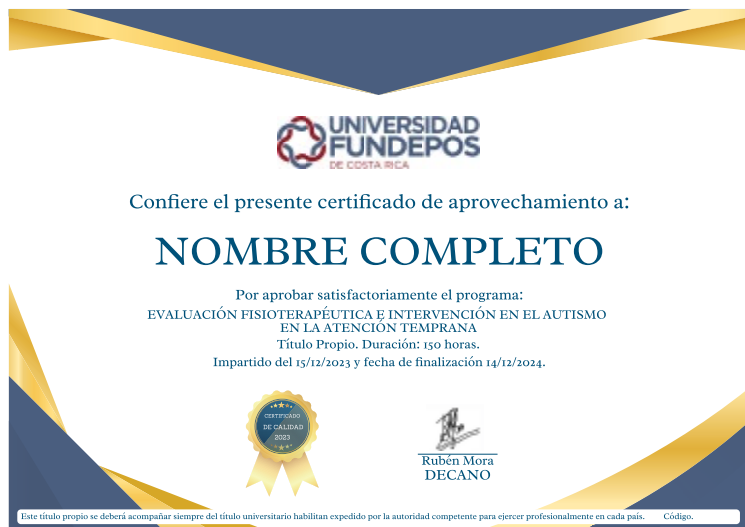 UNIVERSIDAD
FUNDEPOS
DE COSTA RICA
Confiere el presente certificado de aprovechamiento a:
NOMBRE COMPLETO
Por aprobar satisfactoriamente el programa:
EVALUACIÓN FISIOTERAPÉUTICA E INTERVENCIÓN EN EL AUTISMO
EN LA ATENCIÓN TEMPRANA
Título Propio. Duración: 150 horas.
Impartido del 15/12/2023 y fecha de finalización 14/12/2024.
CERTIFICADO
DE CALIDAD
2023
Rubén Mora
DECANO
Este título propio se deberá acompañar siempre del título universitario habilitan expedido por la autoridad competente para ejercer profesionalmente en cada país. Código.